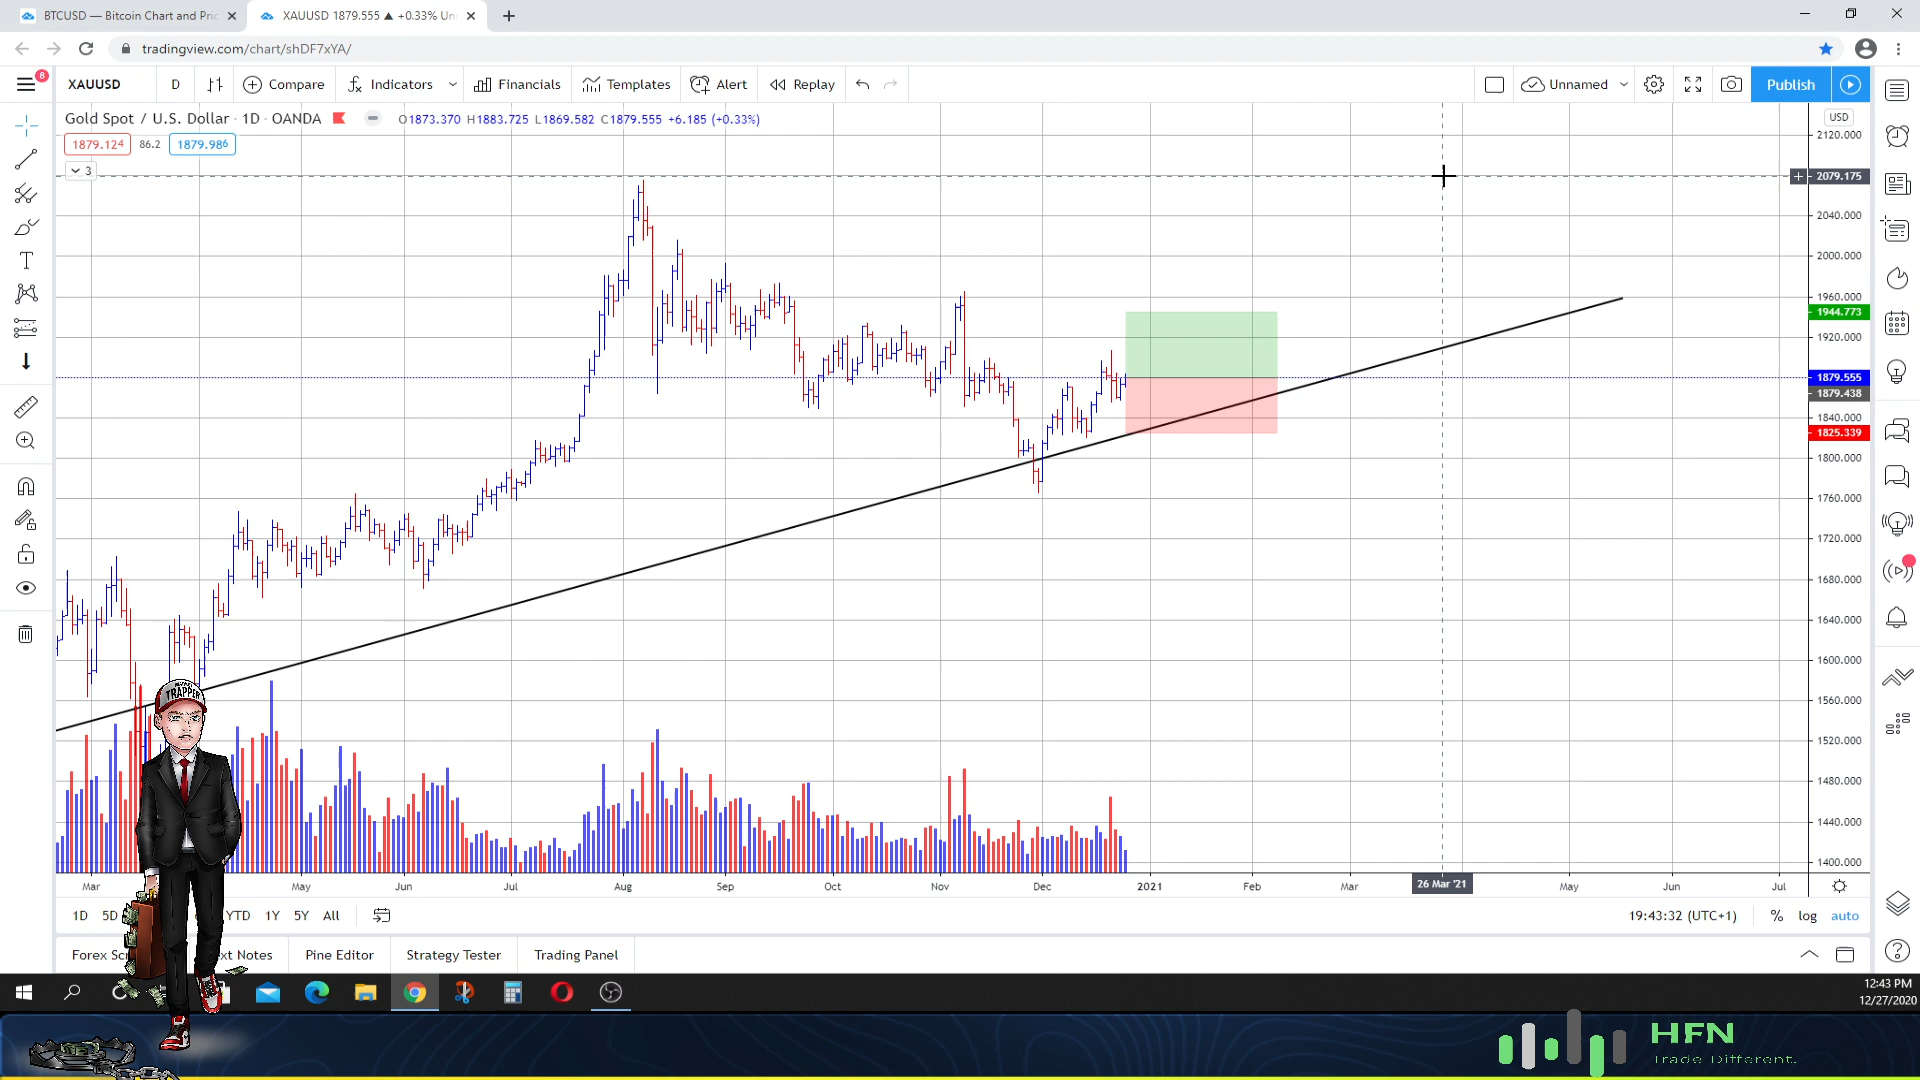 BTCUSD — Bitcoin Chart and Pric
XAUUSD 1879.555 ▲ +0.33% Un
tradingview.com/chart/shDF7xYA/
8
XAUUSD
D
Compare
Indicators
Financials
Templates
Alert
Replay
Unnamed
Publish
Gold Spot / U.S. Dollar · 1D · OANDA
O1873.370 H1883.725 L1869.582 C1879.555 +6.185 (+0.33%)
1879.124
86.2
1879.986
3
USD
2120.000
2079.175
2040.000
2000.000
1960.000
1944.773
1920.000
1879.555
1879.438
1840.000
1825.339
1800.000
1760.000
1720.000
1680.000
1640.000
1600.000
1560.000
1520.000
1480.000
1440.000
1400.000
TRAPPER
Mar
May
Jun
Jul
Aug
Sep
Oct
Nov
Dec
2021
Feb
Mar
26 Mar '21
May
Jun
Jul
1D
5D
YTD
1Y
5Y
All
19:43:32 (UTC+1)
%
log
auto
Forex Sc
ext Notes
Pine Editor
Strategy Tester
Trading Panel
12:43 PM
12/27/2020
HFN
Trade Different.